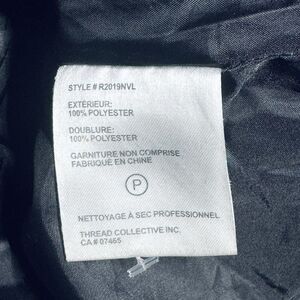 STYLE # R2019NVL
EXTÉRIEUR:
100% POLYESTER
DOUBLURE:
100% POLYESTER
GARNITURE NON COMPRISE
FABRIQUÉ EN CHINE
P
NETTOYAGE À SEC PROFESSIONNEL
THREAD COLLECTIVE INC.
CA # 07465